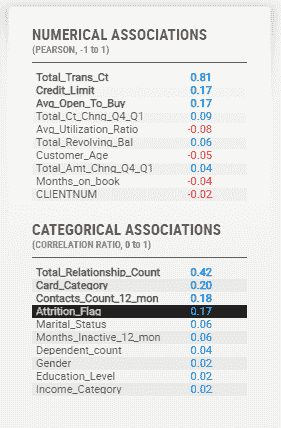 NUMERICAL ASSOCIATIONS
(PEARSON, -1 to 1)
Total_Trans_Ct 0.81
Credit_Limit 0.17
Avg_Open_To_Buy 0.17
Total_Ct_Chng_Q4_Q1 0.09
Avg_Utilization_Ratio -0.08
Total_Revolving_Bal 0.06
Customer_Age -0.05
Total_Amt_Chng_Q4_Q1 0.04
Months_on_book -0.04
CLIENTNUM -0.02
CATEGORICAL ASSOCIATIONS
(CORRELATION RATIO, 0 to 1)
Total_Relationship_Count 0.42
Card_Category 0.20
Contacts_Count_12_mon 0.18
Attrition_Flag 0.17
Marital_Status 0.06
Months_Inactive_12_mon 0.06
Dependent_count 0.04
Gender 0.02
Education_Level 0.02
Income_Category 0.02